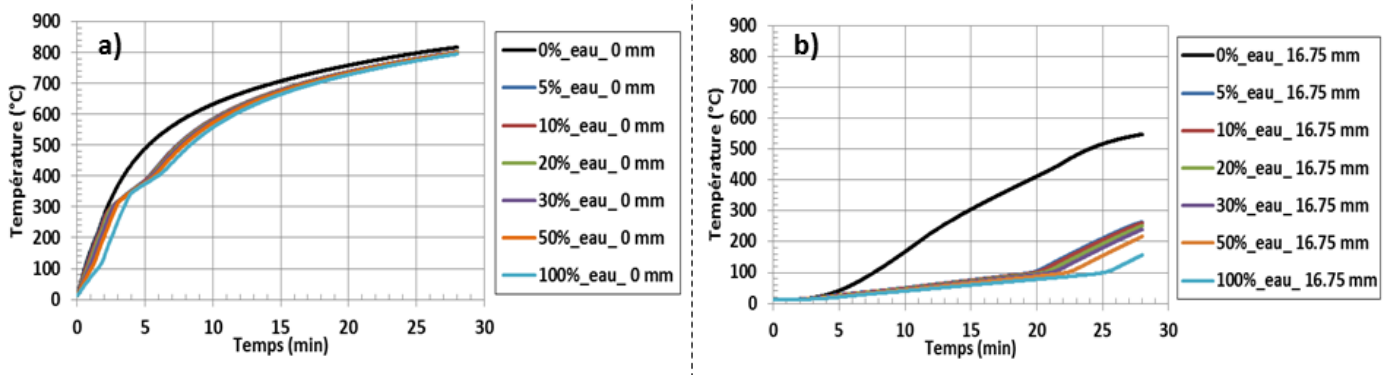 a)
Température (°C)
900
800
700
600
500
400
300
200
100
0
0 5 10 15 20 25 30
Temps (min)
0%_eau_ 0 mm
5%_eau_ 0 mm
10%_eau_ 0 mm
20%_eau_ 0 mm
30%_eau_ 0 mm
50%_eau_ 0 mm
100%_eau_ 0 mm
b)
Température (°C)
900
800
700
600
500
400
300
200
100
0
0 5 10 15 20 25 30
Temps (min)
0%_eau_ 16.75 mm
5%_eau_ 16.75 mm
10%_eau_ 16.75 mm
20%_eau_ 16.75 mm
30%_eau_ 16.75 mm
50%_eau_ 16.75 mm
100%_eau_ 16.75 mm